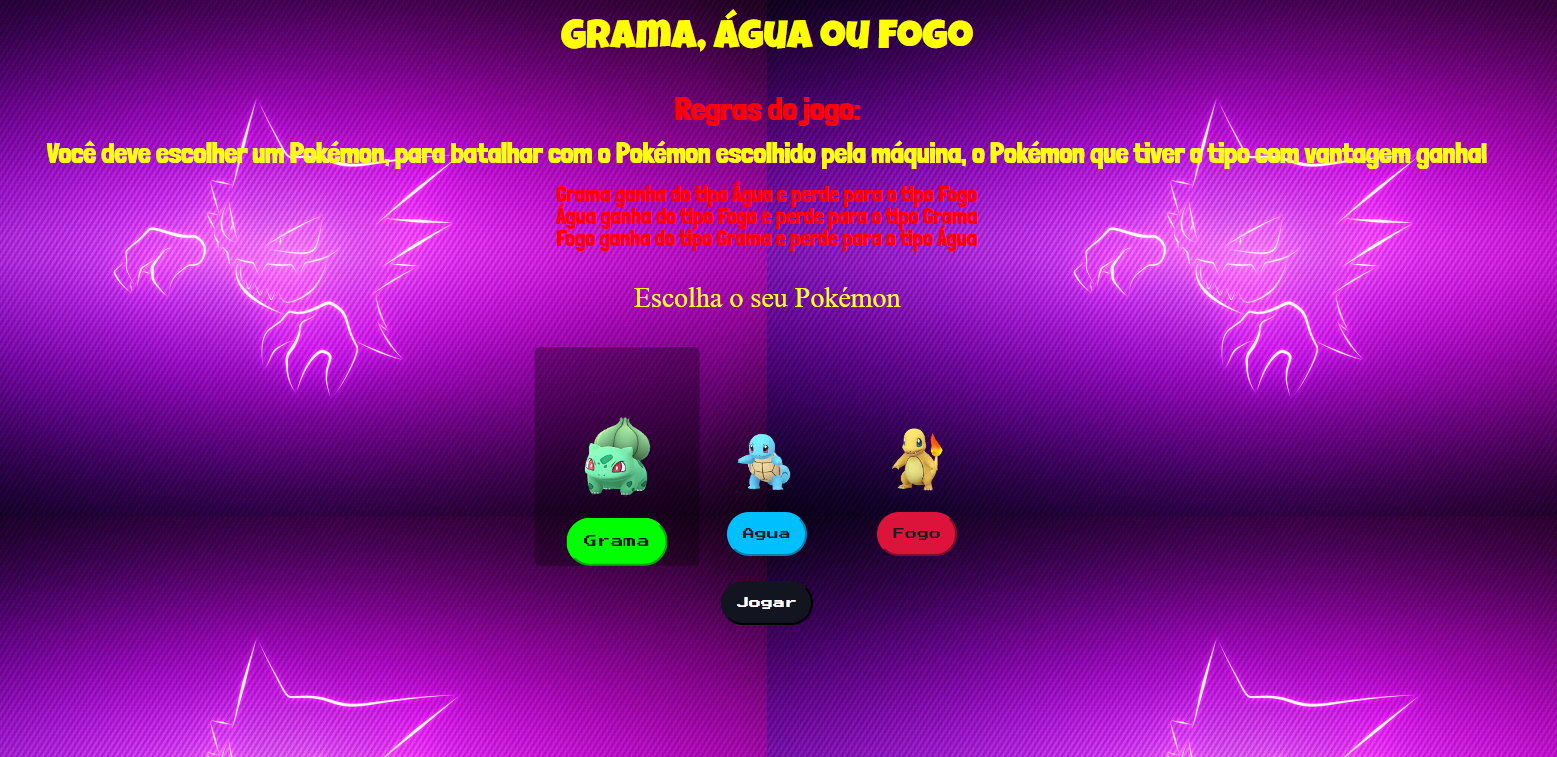 GRAMA, ÁGUA OU FOGO
Regras do jogo:
Você deve escolher um Pokémon, para batalhar com o Pokémon escolhido pela máquina, o Pokémon que tiver o tipo com vantagem ganha!
Grama ganha do tipo Água e perde para o tipo Fogo
Água ganha do tipo Fogo e perde para o tipo Grama
Fogo ganha do tipo Grama e perde para o tipo Água
Escolha o seu Pokémon
Grama
Agua
Fogo
Jogar